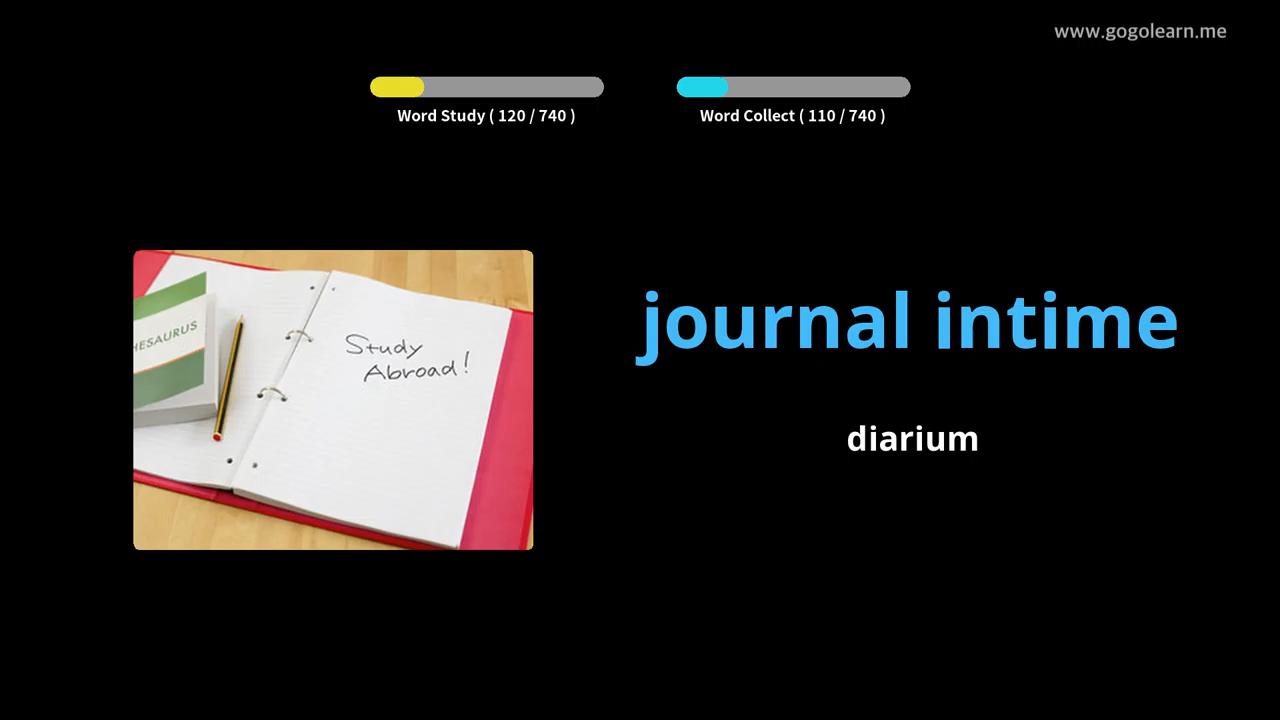 www.gogolearn.me
Word Study ( 120 / 740 )
Word Collect ( 110 / 740 )
HESAURUS
Study
Abroad!
journal intime
diarium